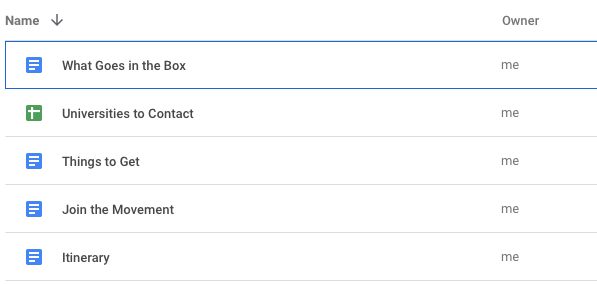 Name Owner
What Goes in the Box me
Universities to Contact me
Things to Get me
Join the Movement me
Itinerary me